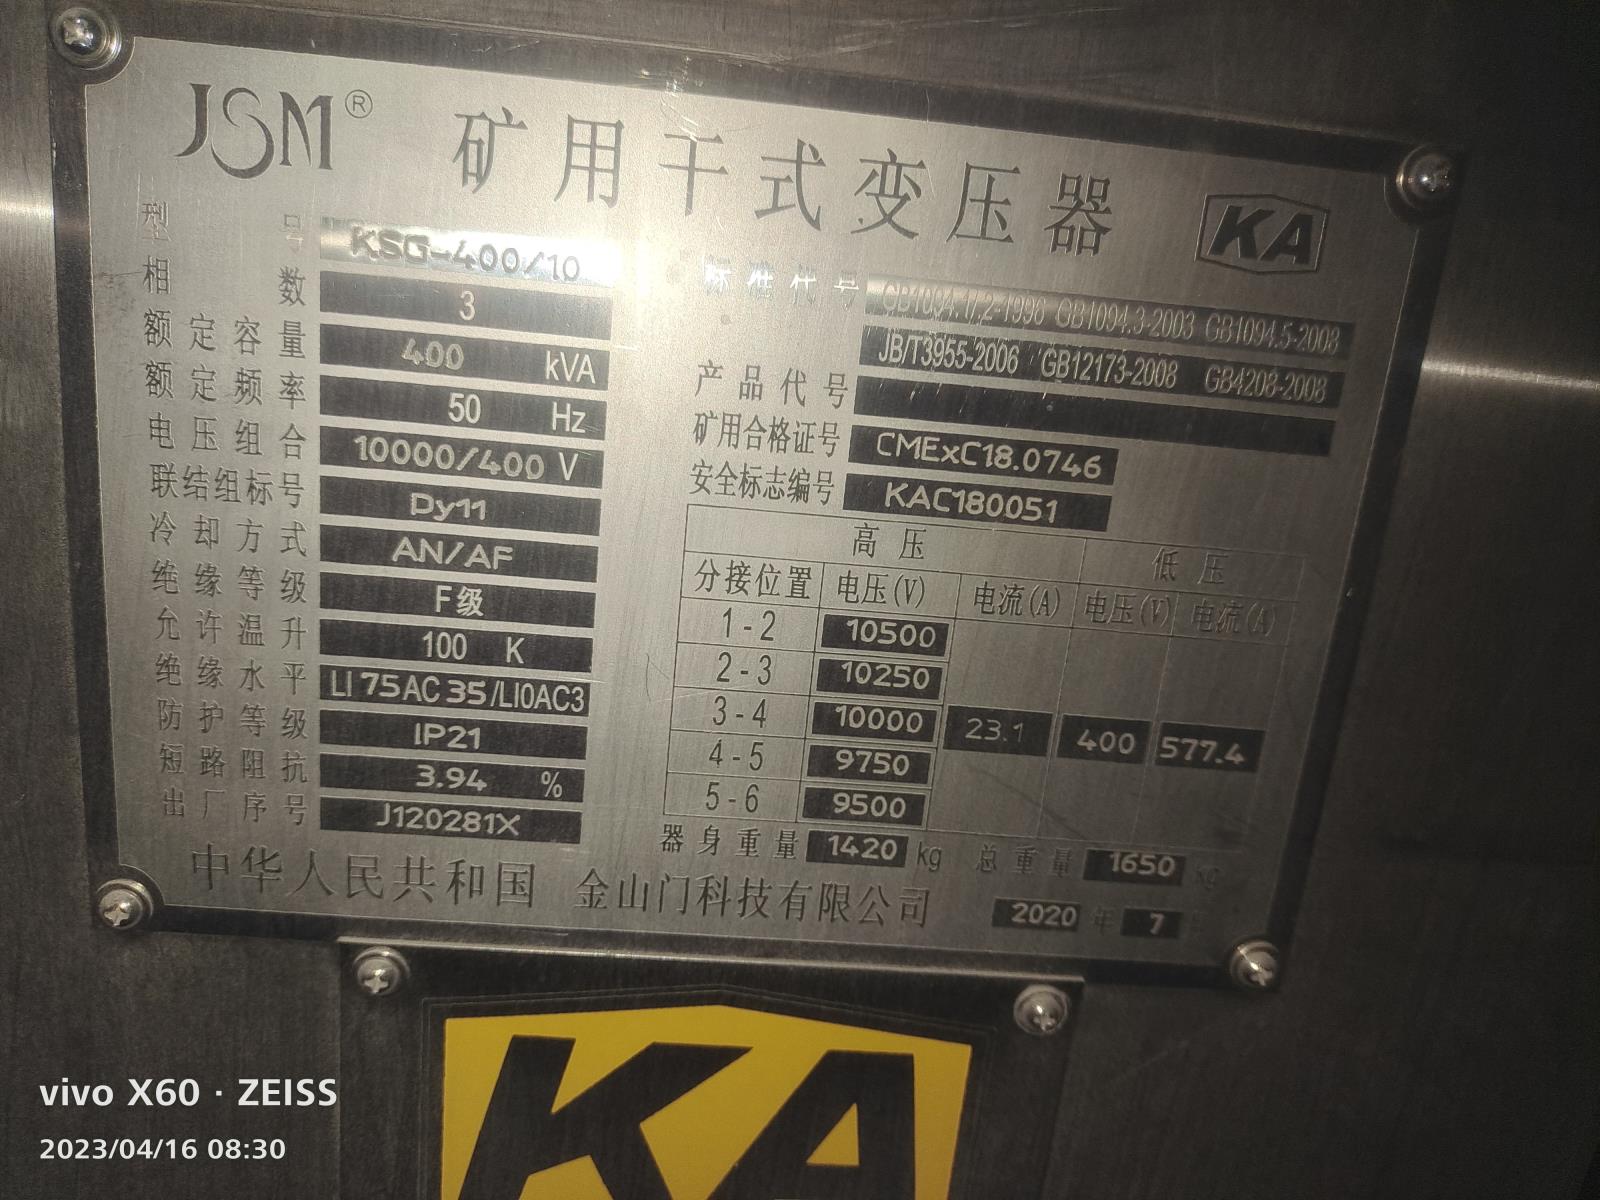 JSM® 矿用干式变压器 KA
型号 KSG-400/10
相数 3
额定容量 400 kVA
额定频率 50 Hz
电压组合 10000/400 V
联结组标号 Dy11
冷却方式 AN/AF
绝缘等级 F级
允许温升 100 K
绝缘水平 LI75AC35/LI0AC3
防护等级 IP21
短路阻抗 3.94 %
出厂序号 J120281X
标准代号 GB1094.1/.2-1996 GB1094.3-2003 GB1094.5-2008
JB/T3955-2006 GB12173-2008 GB4208-2008
产品代号
矿用合格证号 CMExC18.0746
安全标志编号 KAC180051
高压 低压
分接位置 电压(V) 电流(A) 电压(V) 电流(A)
1-2 10500
2-3 10250
3-4 10000 23.1 400 577.4
4-5 9750
5-6 9500
器身重量 1420 kg 总重量 1650 kg
中华人民共和国 金山门科技有限公司 2020 年 7
KA
vivo X60 · ZEISS
2023/04/16 08:30